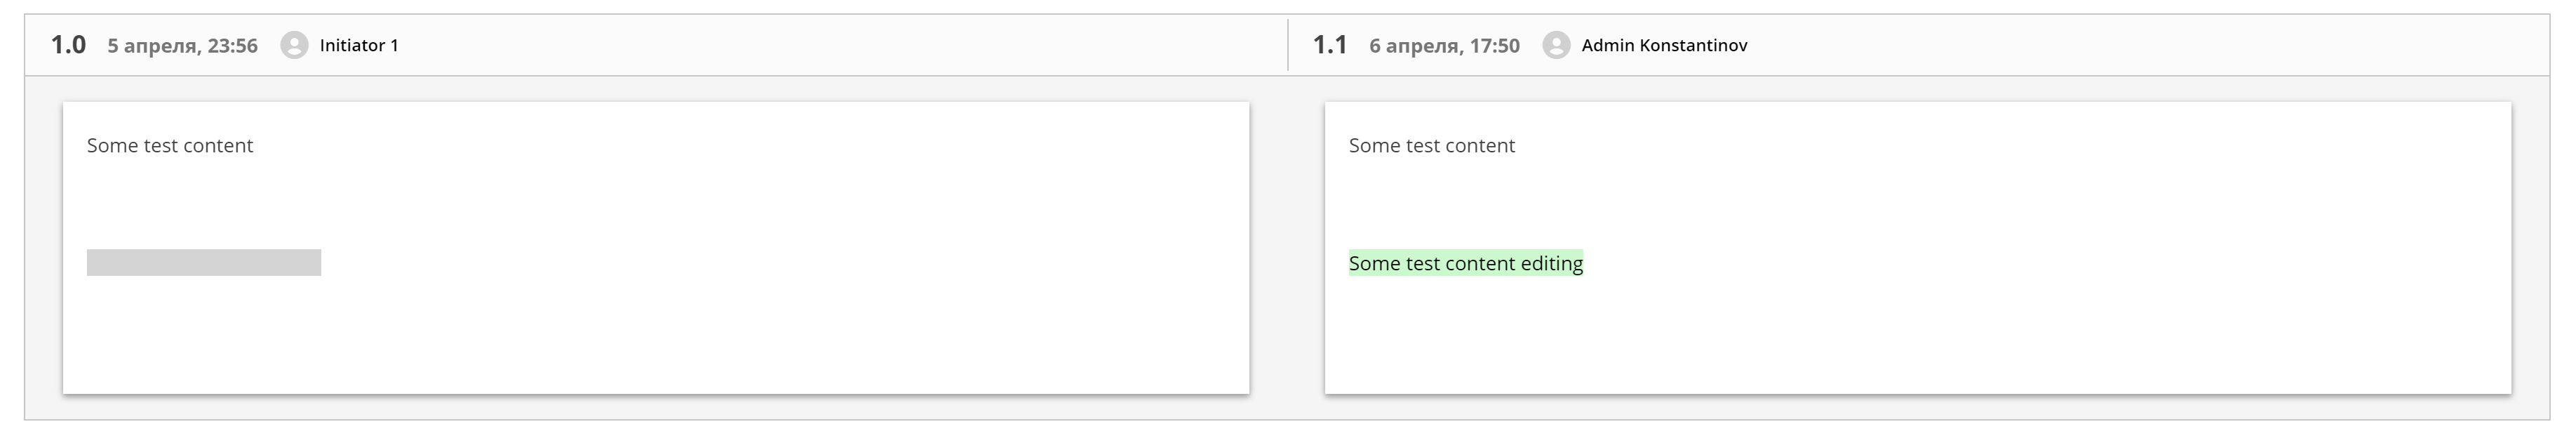 1.0 5 апреля, 23:56 Initiator 1
1.1 6 апреля, 17:50 Admin Konstantinov
Some test content
Some test content
Some test content editing